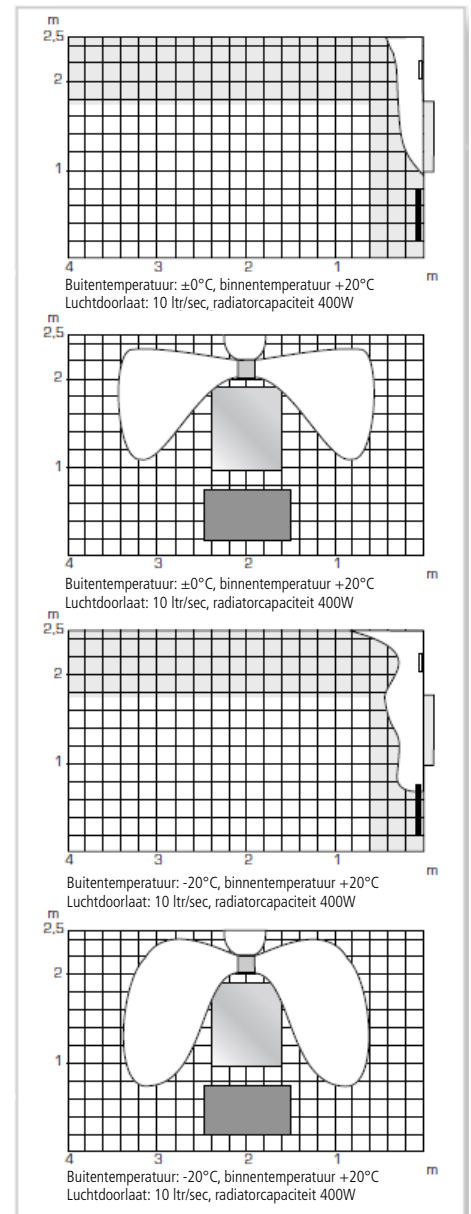 m
2,5
2
1
4 3 2 1 m
Buitentemperatuur: ±0°C, binnentemperatuur +20°C
Luchtdoorlaat: 10 ltr/sec, radiatorcapaciteit 400W
m
2,5
2
1
4 3 2 1 m
Buitentemperatuur: ±0°C, binnentemperatuur +20°C
Luchtdoorlaat: 10 ltr/sec, radiatorcapaciteit 400W
m
2,5
2
1
4 3 2 1 m
Buitentemperatuur: -20°C, binnentemperatuur +20°C
Luchtdoorlaat: 10 ltr/sec, radiatorcapaciteit 400W
m
2,5
2
1
4 3 2 1 m
Buitentemperatuur: -20°C, binnentemperatuur +20°C
Luchtdoorlaat: 10 ltr/sec, radiatorcapaciteit 400W